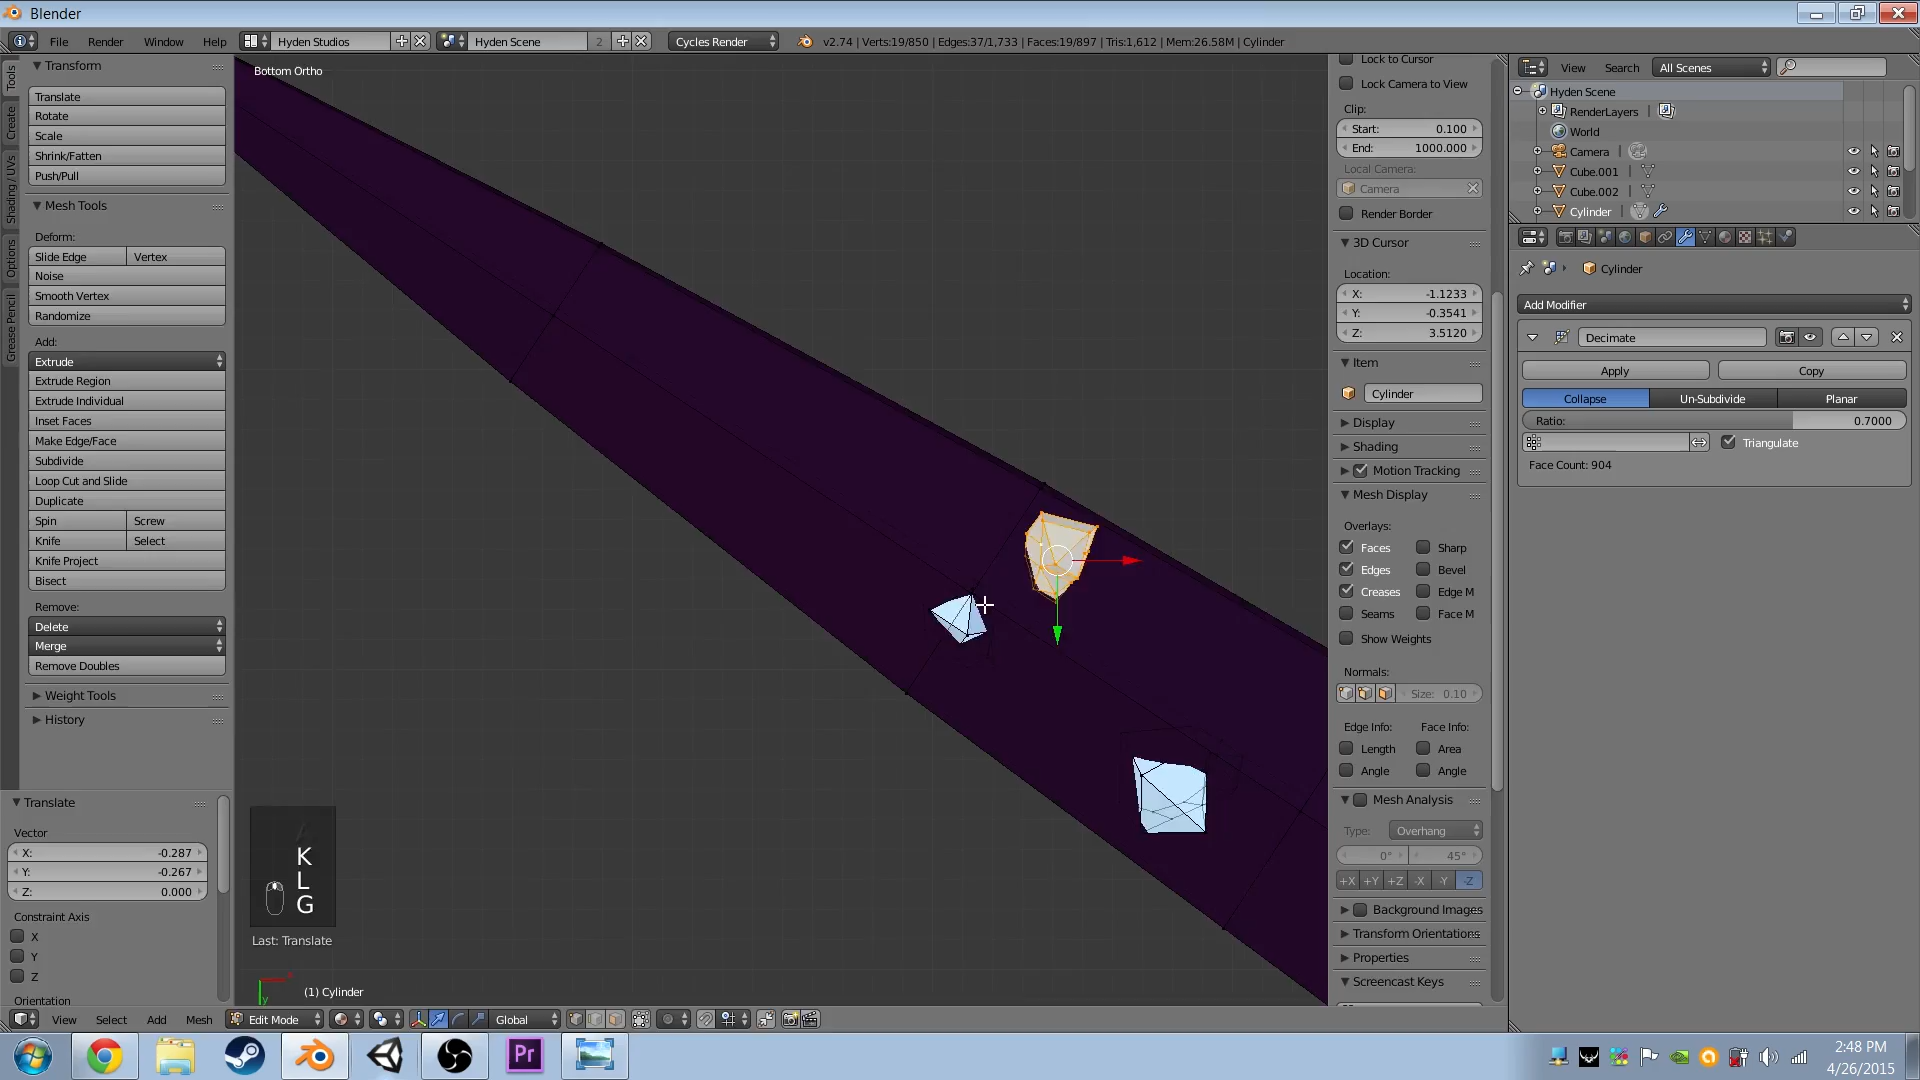 Blender
File Render Window Help Hyden Studios Hyden Scene 2 Cycles Render v2.74 | Verts:19/850 | Edges:37/1,733 | Faces:19/897 | Tris:1,612 | Mem:26.58M | Cylinder
Tools
Create
Shading / UVs
Options
Grease Pencil
Transform
Translate
Rotate
Scale
Shrink/Fatten
Push/Pull
Mesh Tools
Deform:
Slide Edge Vertex
Noise
Smooth Vertex
Randomize
Add:
Extrude
Extrude Region
Extrude Individual
Inset Faces
Make Edge/Face
Subdivide
Loop Cut and Slide
Duplicate
Spin Screw
Knife Select
Knife Project
Bisect
Remove:
Delete
Merge
Remove Doubles
Weight Tools
History
Translate
Vector
X: -0.287
Y: -0.267
Z: 0.000
Constraint Axis
X
Y
Z
Orientation
Bottom Ortho
K
L
G
Last: Translate
y
(1) Cylinder
View Select Add Mesh Edit Mode Global
Lock to Cursor
Lock Camera to View
Clip:
Start: 0.100
End: 1000.000
Local Camera:
Camera
Render Border
3D Cursor
Location:
X: -1.1233
Y: -0.3541
Z: 3.5120
Item
Cylinder
Display
Shading
Motion Tracking
Mesh Display
Overlays:
Faces Sharp
Edges Bevel
Creases Edge M
Seams Face M
Show Weights
Normals:
Size: 0.10
Edge Info: Face Info:
Length Area
Angle Angle
Mesh Analysis
Type: Overhang
0° 45°
+X +Y +Z -X -Y -Z
Background Images
Transform Orientations
Properties
Screencast Keys
View Search All Scenes
Hyden Scene
RenderLayers
World
Camera
Cube.001
Cube.002
Cylinder
Cylinder
Add Modifier
Decimate
Apply Copy
Collapse Un-Subdivide Planar
Ratio: 0.7000
Triangulate
Face Count: 904
Pr
2:48 PM
4/26/2015